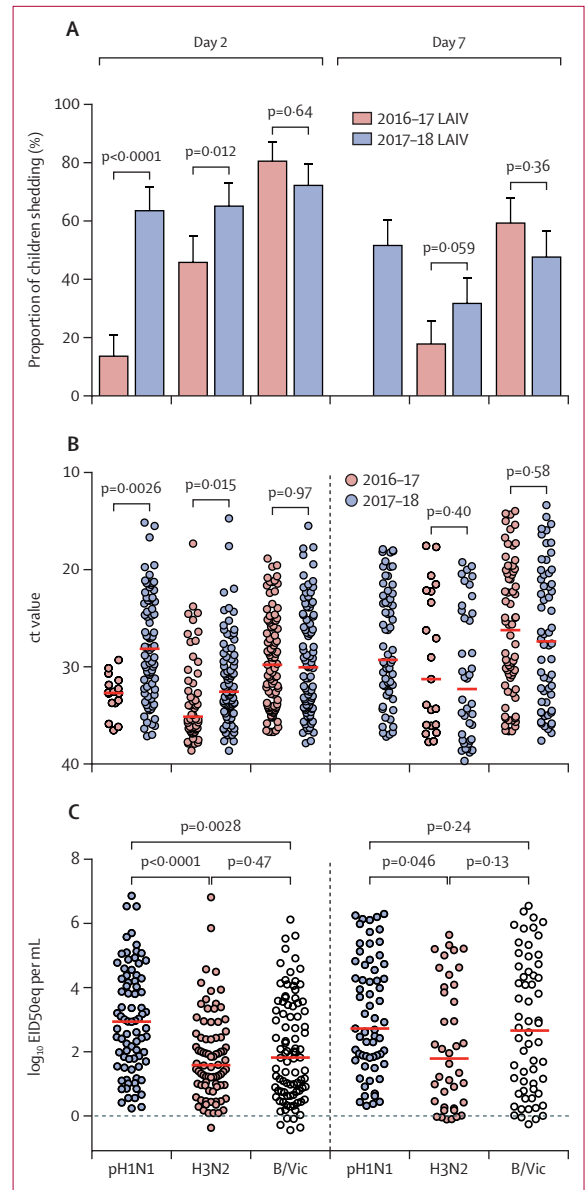 A
Day 2 Day 7
100
80
60
40
20
0
Proportion of children shedding (%)
p<0·0001
p=0·012
p=0·64
2016–17 LAIV
2017–18 LAIV
p=0·059
p=0·36
B
10
20
30
40
ct value
p=0·0026
p=0·015
p=0·97
2016–17
2017–18
p=0·40
p=0·58
C
8
6
4
2
0
log₁₀ EID50eq per mL
p=0·0028
p<0·0001 p=0·47
p=0·24
p=0·046 p=0·13
pH1N1 H3N2 B/Vic pH1N1 H3N2 B/Vic